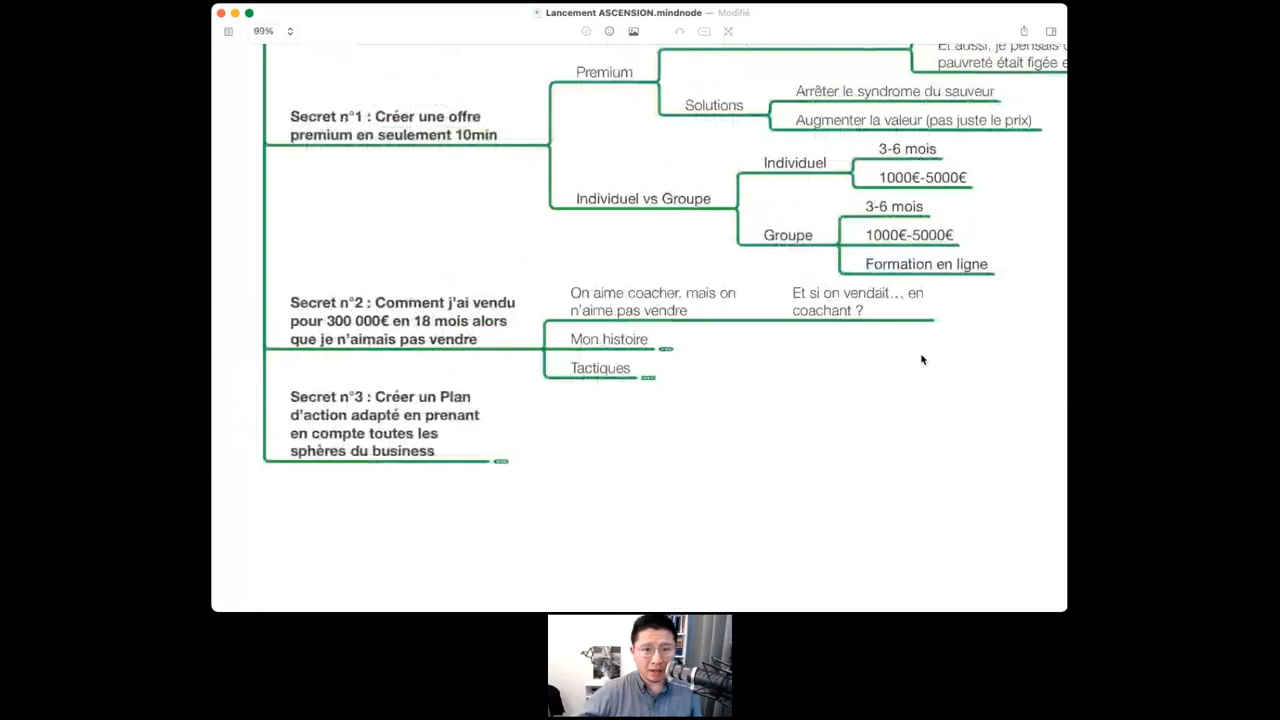 Lancement ASCENSION.mindnode — Modifié
99%
Et aussi, je pensais
pauvreté était figée
Premium
Arrêter le syndrome du sauveur
Solutions
Augmenter la valeur (pas juste le prix)
Secret n°1 : Créer une offre
premium en seulement 10min
3-6 mois
Individuel
1000€-5000€
Individuel vs Groupe
3-6 mois
Groupe
1000€-5000€
Formation en ligne
Secret n°2 : Comment j'ai vendu
pour 300 000€ en 18 mois alors
que je n'aimais pas vendre
On aime coacher, mais on
n'aime pas vendre
Et si on vendait… en
coachant ?
Mon histoire
Tactiques
Secret n°3 : Créer un Plan
d'action adapté en prenant
en compte toutes les
sphères du business